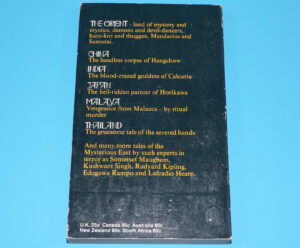 THE ORIENT – land of mystery and
mystics, demons and devil-dancers,
hara-kiri and thuggee, Mandarins and
Samurai.
CHINA
The headless corpse of Hangchow
INDIA
The blood-crazed goddess of Calcutta
JAPAN
The hell-ridden painter of Horikawa
MALAYA
Vengeance from Malacca – by ritual
murder
THAILAND
The gruesome tale of the severed hands
And many more tales of the
Mysterious East by such experts in
terror as Somerset Maugham,
Kushwant Singh, Rudyard Kipling,
Edogawa Rampo and Lafcadio Hearn.
U.K. 25p Canada 95c Australia 80c
New Zealand 80c South Africa 60c